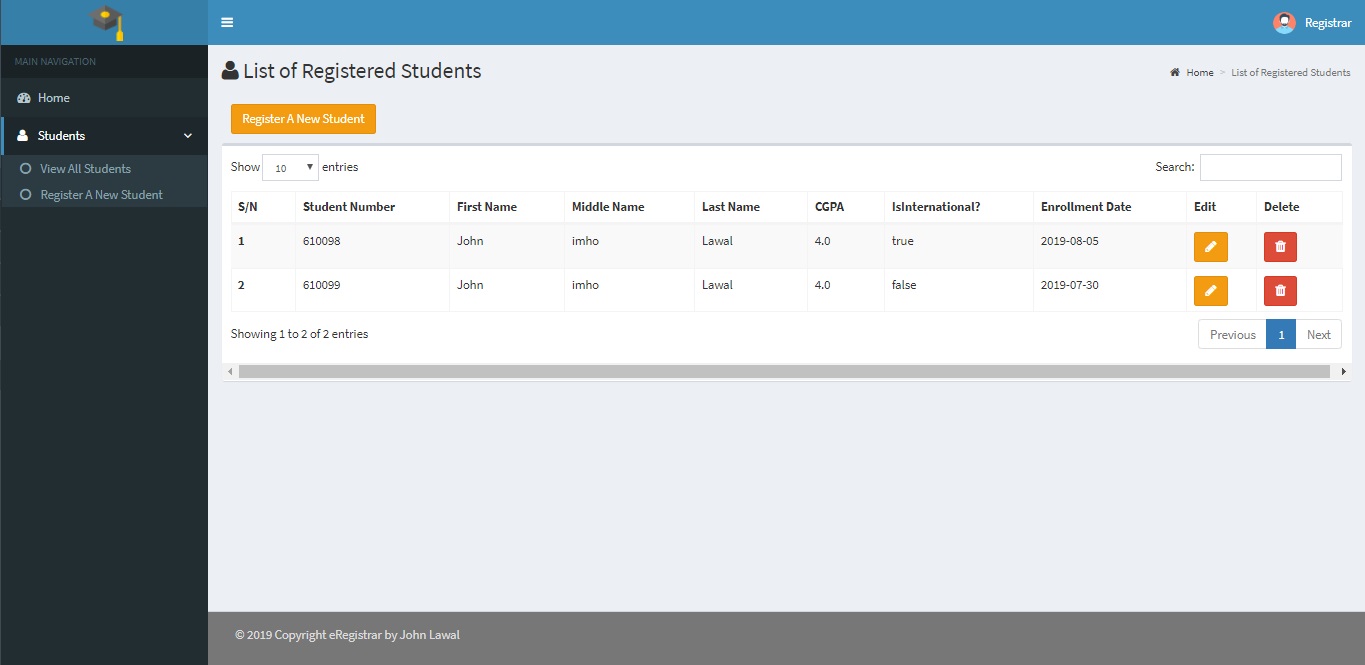 Registrar
MAIN NAVIGATION
Home
Students
View All Students
Register A New Student
List of Registered Students
Home > List of Registered Students
Register A New Student
Show 10 entries
Search:
S/N Student Number First Name Middle Name Last Name CGPA IsInternational? Enrollment Date Edit Delete
1 610098 John imho Lawal 4.0 true 2019-08-05
2 610099 John imho Lawal 4.0 false 2019-07-30
Showing 1 to 2 of 2 entries
Previous 1 Next
© 2019 Copyright eRegistrar by John Lawal